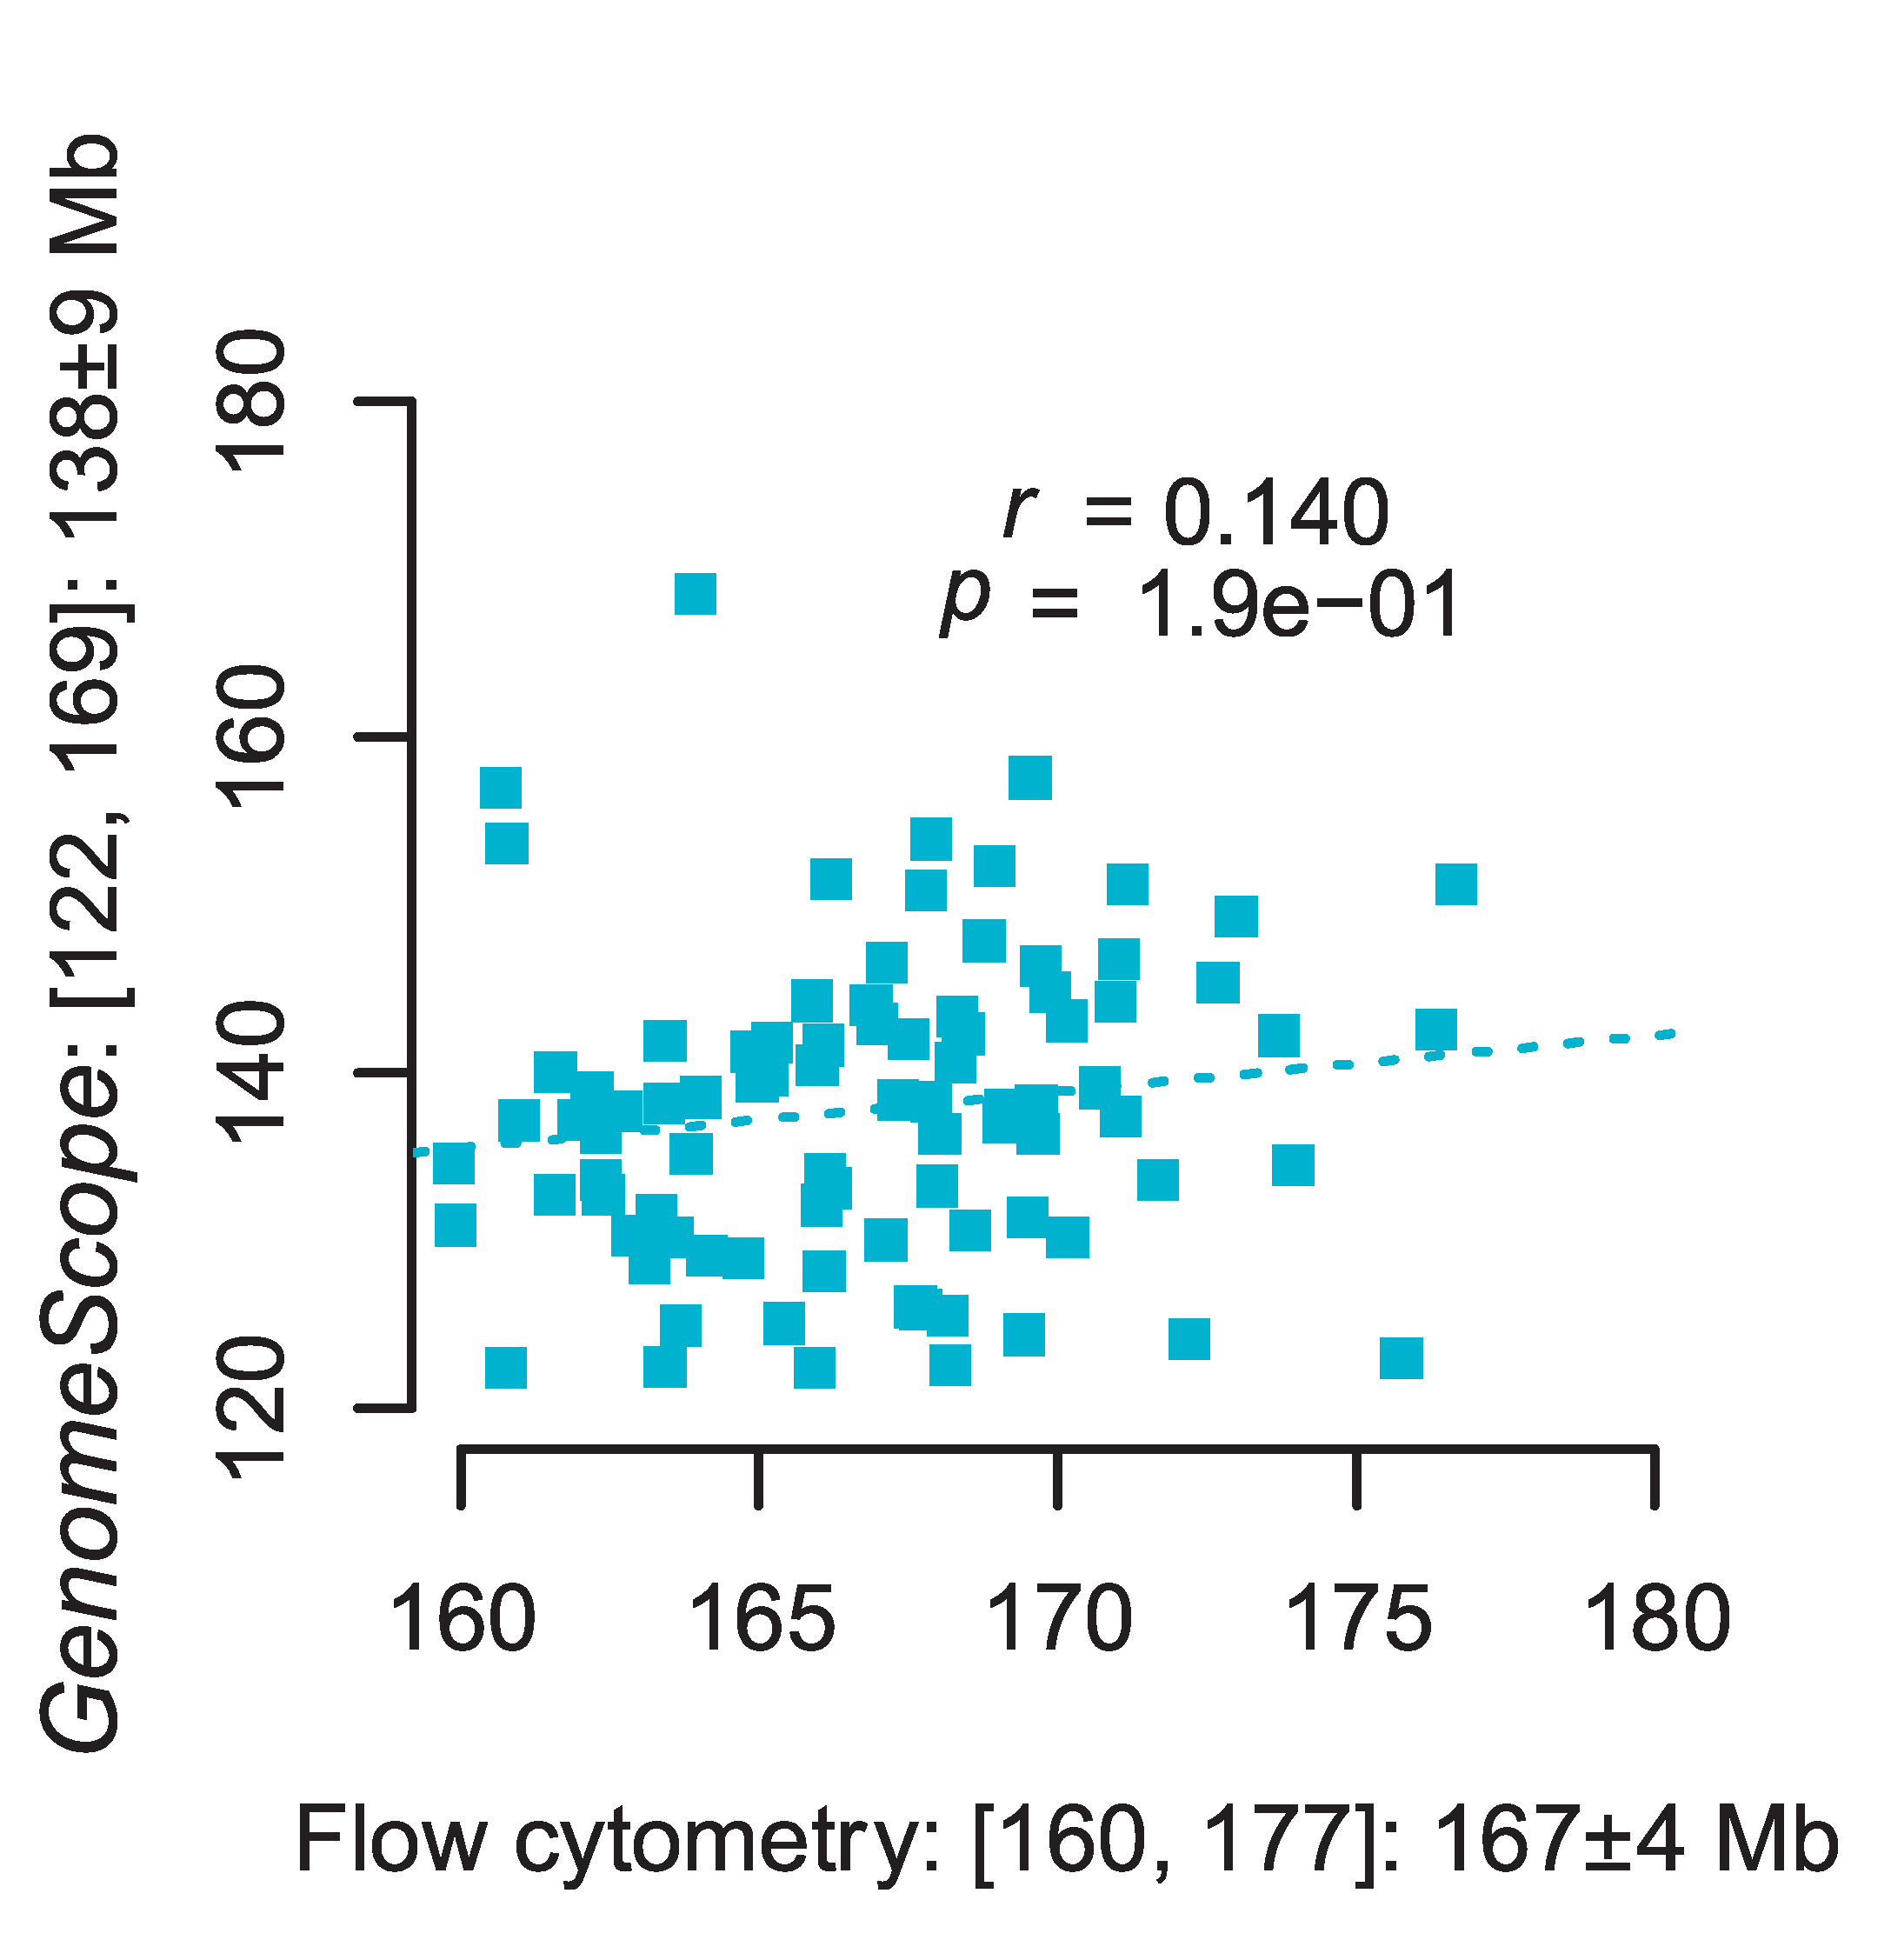 GenomeScope: [122, 169]: 138±9 Mb
180
160
140
120
r = 0.140
p = 1.9e−01
160 165 170 175 180
Flow cytometry: [160, 177]: 167±4 Mb